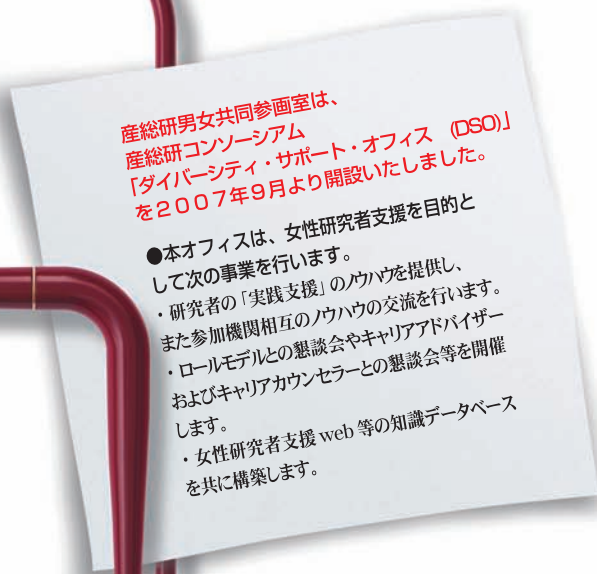 産総研男女共同参画室は、
産総研コンソーシアム
「ダイバーシティ・サポート・オフィス (DSO)」
を2007年9月より開設いたしました。
●本オフィスは、女性研究者支援を目的と
して次の事業を行います。
・研究者の「実践支援」のノウハウを提供し、
また参加機関相互のノウハウの交流を行います。
・ロールモデルとの懇談会やキャリアアドバイザー
およびキャリアカウンセラーとの懇談会等を開催
します。
・女性研究者支援 web 等の知識データベース
を共に構築します。